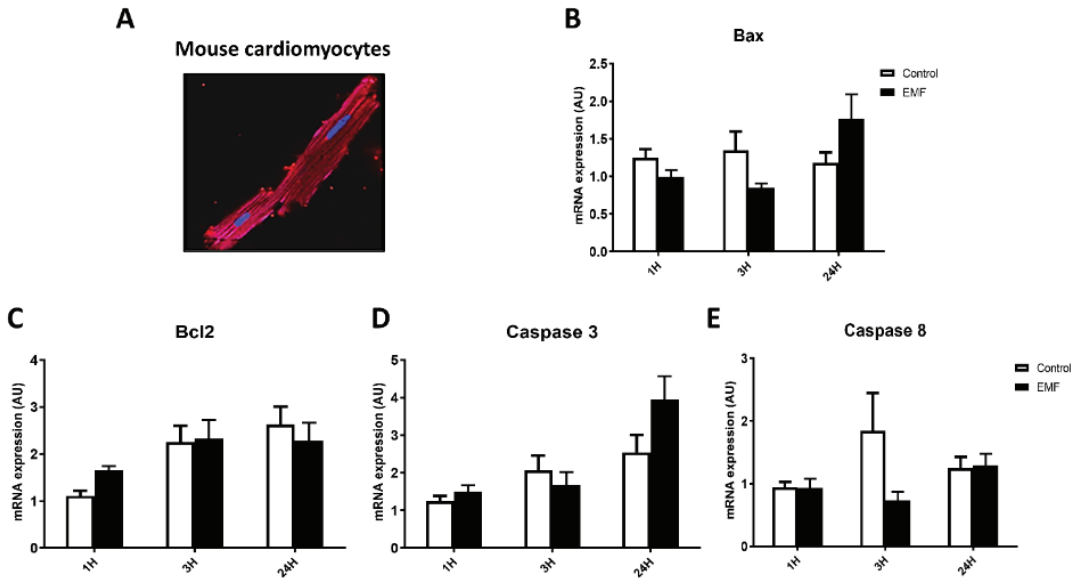 A
Mouse cardiomyocytes
B
Bax
mRNA expression (AU)
2.5
2.0
1.5
1.0
0.5
0.0
1H
3H
24H
Control
EMF
C
Bcl2
mRNA expression (AU)
4
3
2
1
0
1H
3H
24H
D
Caspase 3
mRNA expression (AU)
5
4
3
2
1
0
1H
3H
24H
E
Caspase 8
mRNA expression (AU)
3
2
1
0
1H
3H
24H
Control
EMF